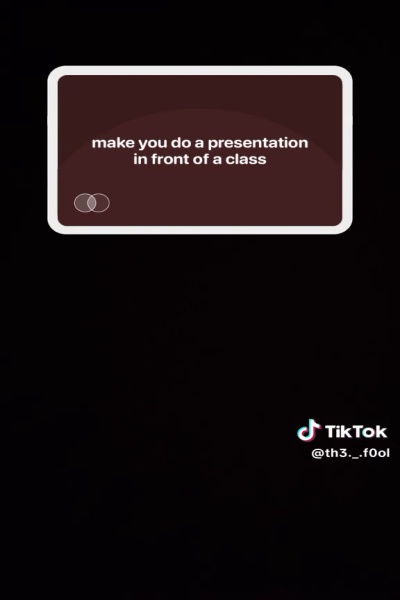 make you do a presentation
in front of a class
TikTok
@th3._.f0ol